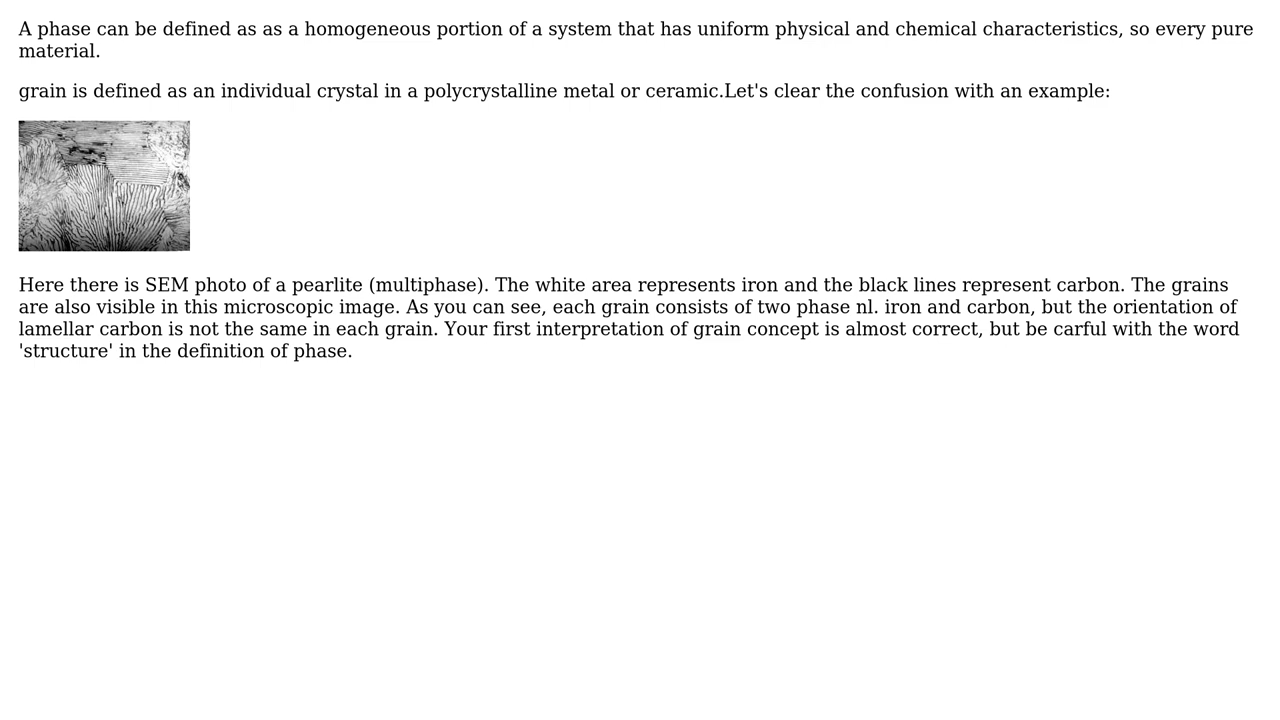 A phase can be defined as as a homogeneous portion of a system that has uniform physical and chemical characteristics, so every pure
material.
grain is defined as an individual crystal in a polycrystalline metal or ceramic.Let's clear the confusion with an example:
Here there is SEM photo of a pearlite (multiphase). The white area represents iron and the black lines represent carbon. The grains
are also visible in this microscopic image. As you can see, each grain consists of two phase nl. iron and carbon, but the orientation of
lamellar carbon is not the same in each grain. Your first interpretation of grain concept is almost correct, but be carful with the word
'structure' in the definition of phase.